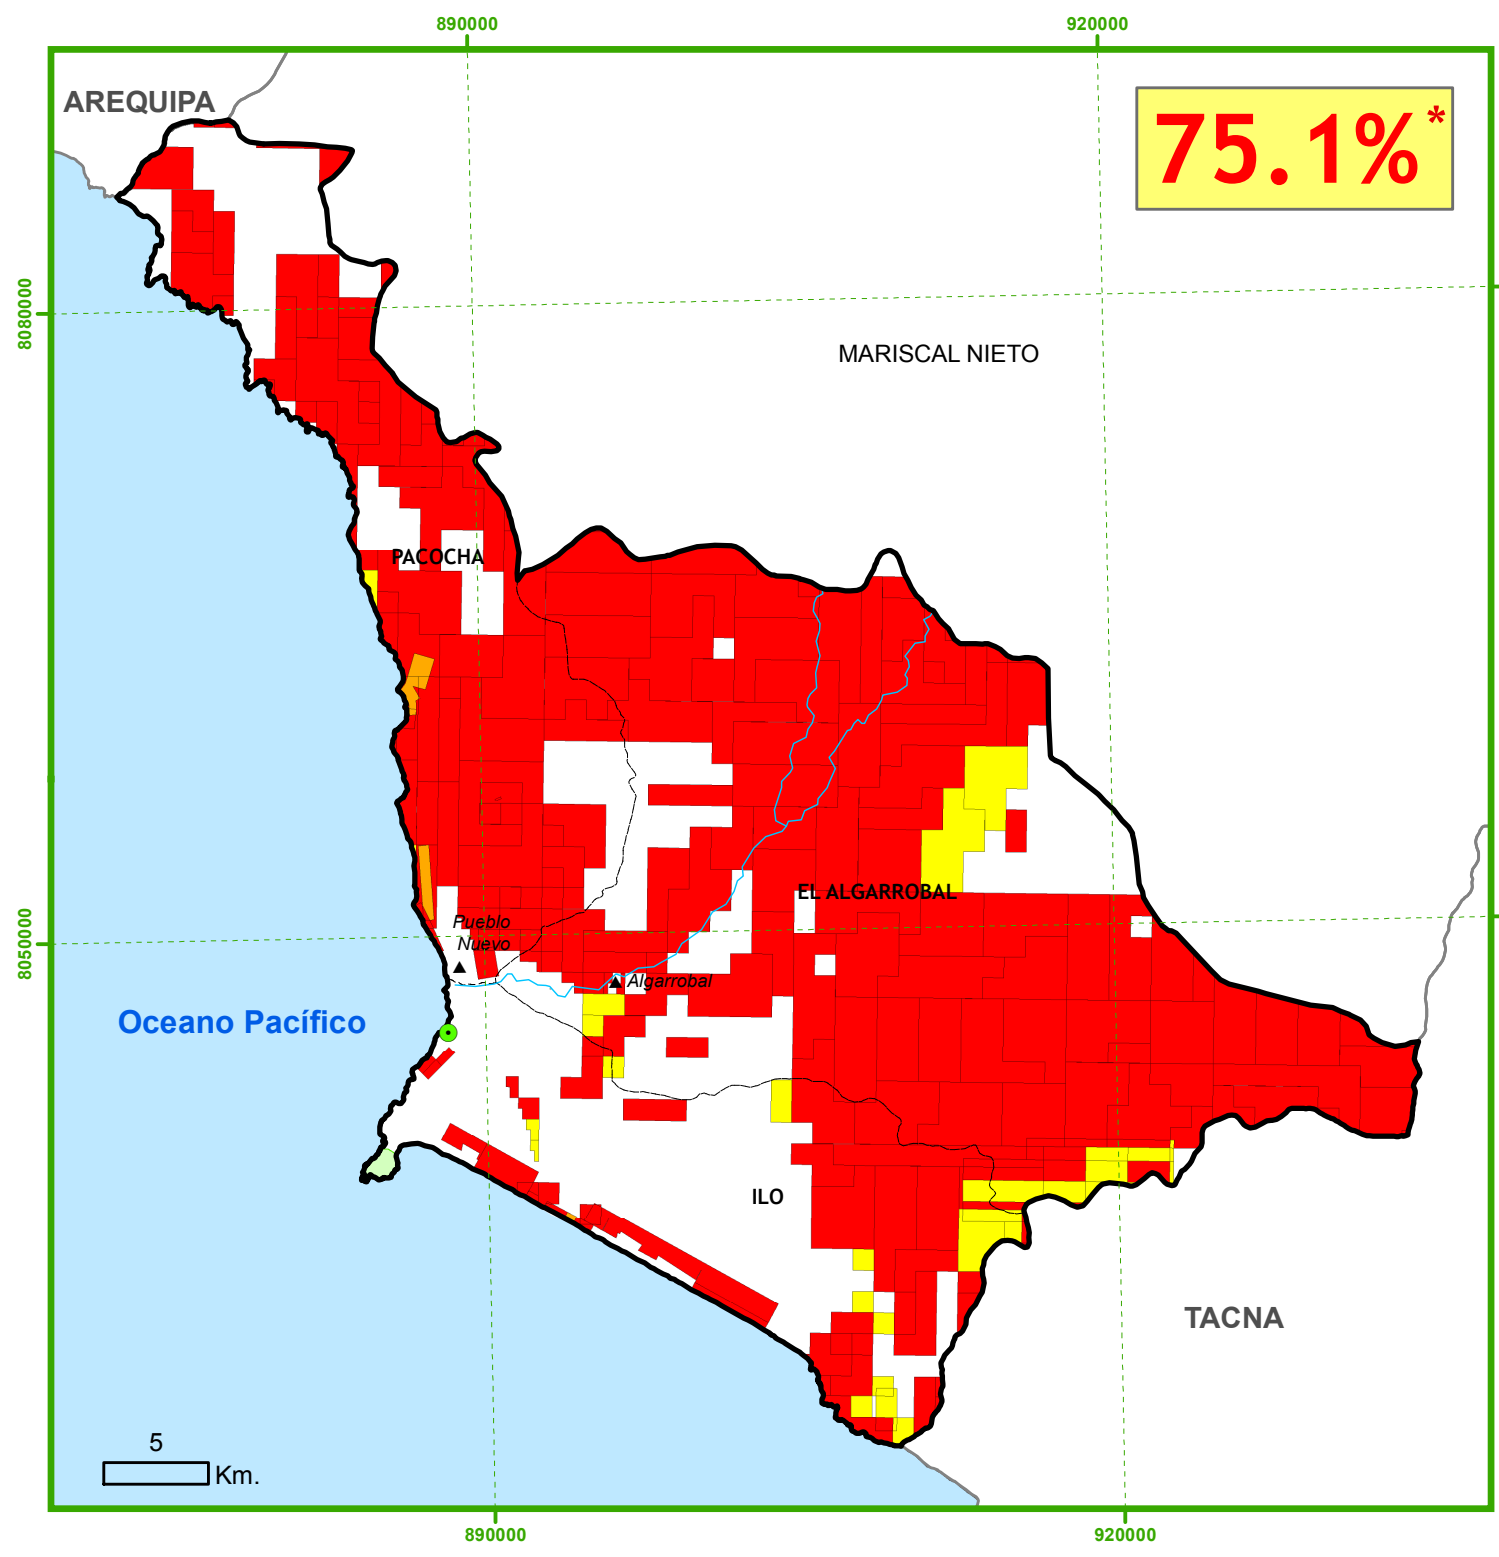 890000
920000
AREQUIPA
75.1%*
8080000
MARISCAL NIETO
PACOCHA
EL ALGARROBAL
Pueblo
Nuevo
8050000
Algarrobal
Oceano Pacífico
ILO
TACNA
5
Km.
890000
920000